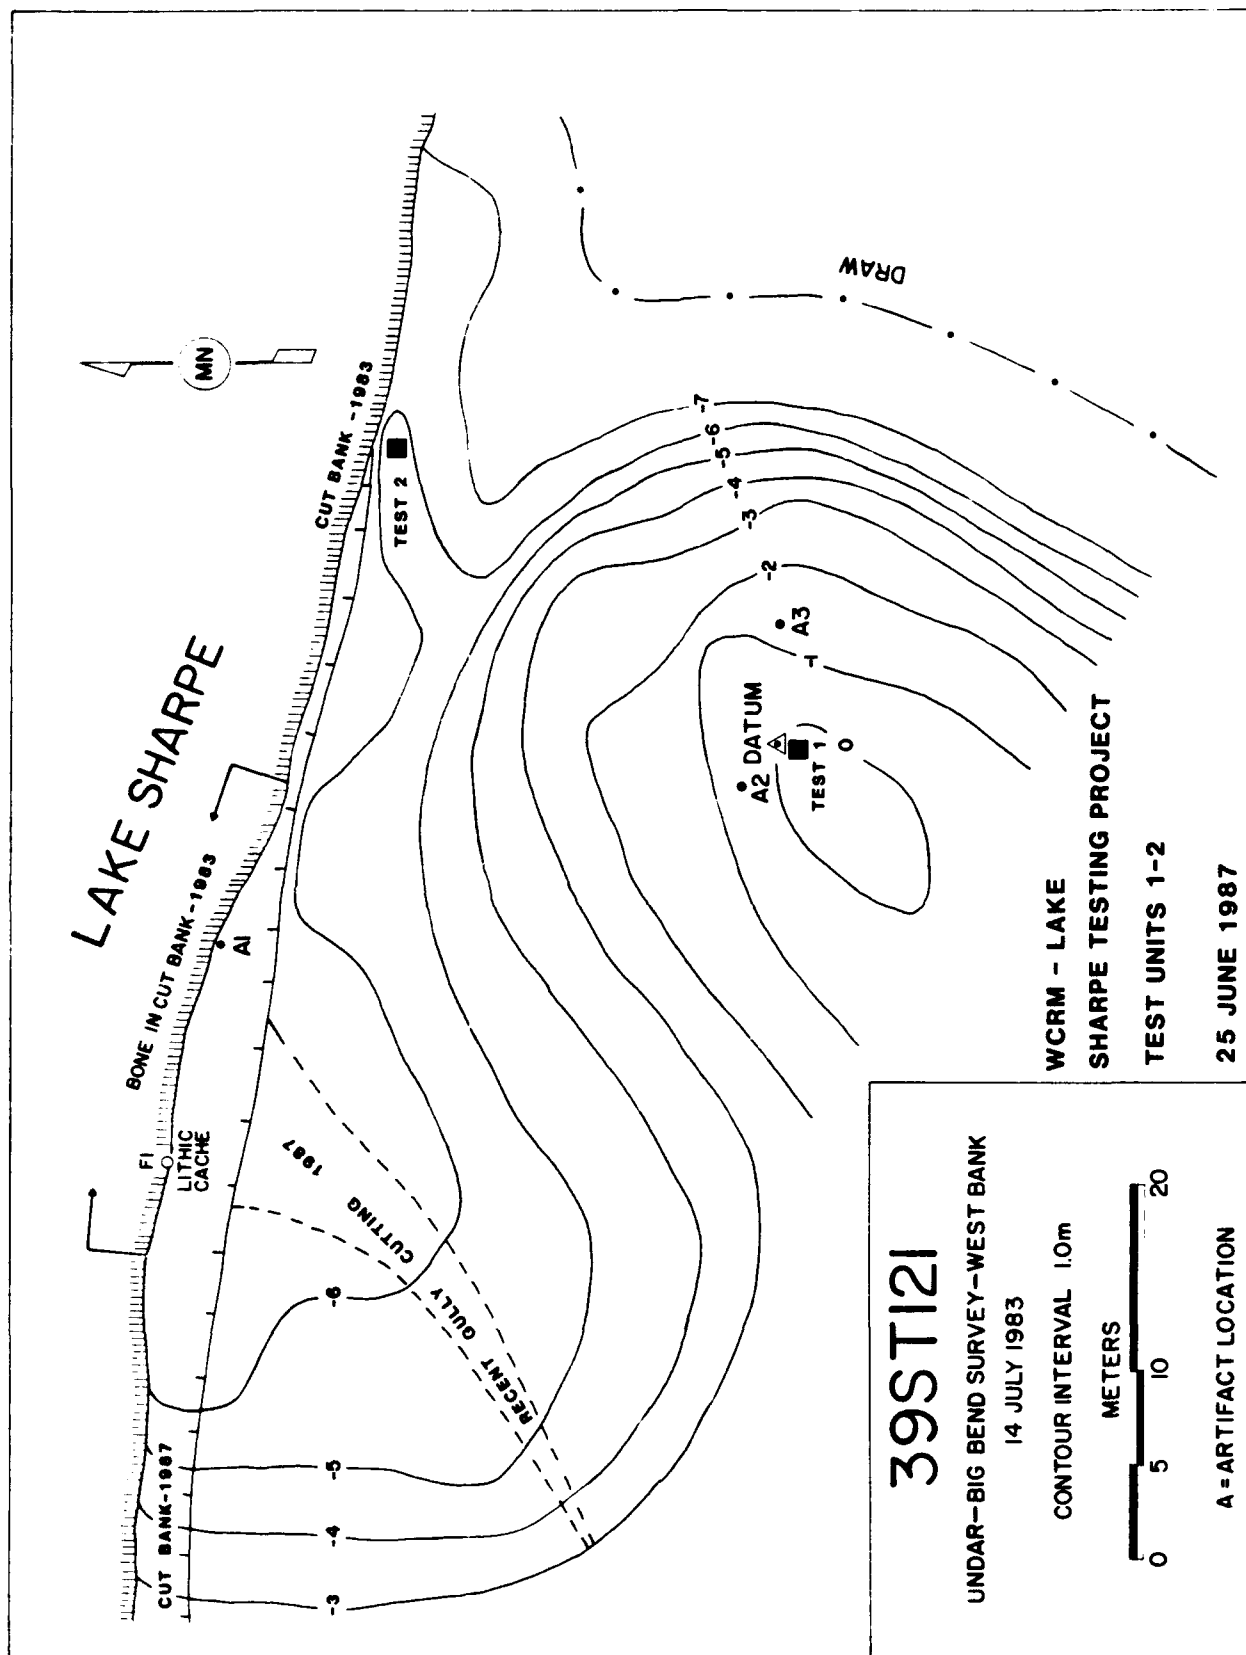 LAKE SHARPE
BONE IN CUT BANK-1983
CUT BANK-1983
MN
F1
LITHIC
CACHE
A1
TEST 2
CUT BANK-1987
RECENT GULLY CUTTING 1987
DRAW
-3
-4
-5
-6
-7
-6
-5
-4
-3
-2
-1
0
A2
DATUM
TEST 1
A3
39ST121
UNDAR-BIG BEND SURVEY-WEST BANK
14 JULY 1983
CONTOUR INTERVAL 1.0m
METERS
0 5 10 20
A = ARTIFACT LOCATION
WCRM - LAKE
SHARPE TESTING PROJECT
TEST UNITS 1-2
25 JUNE 1987